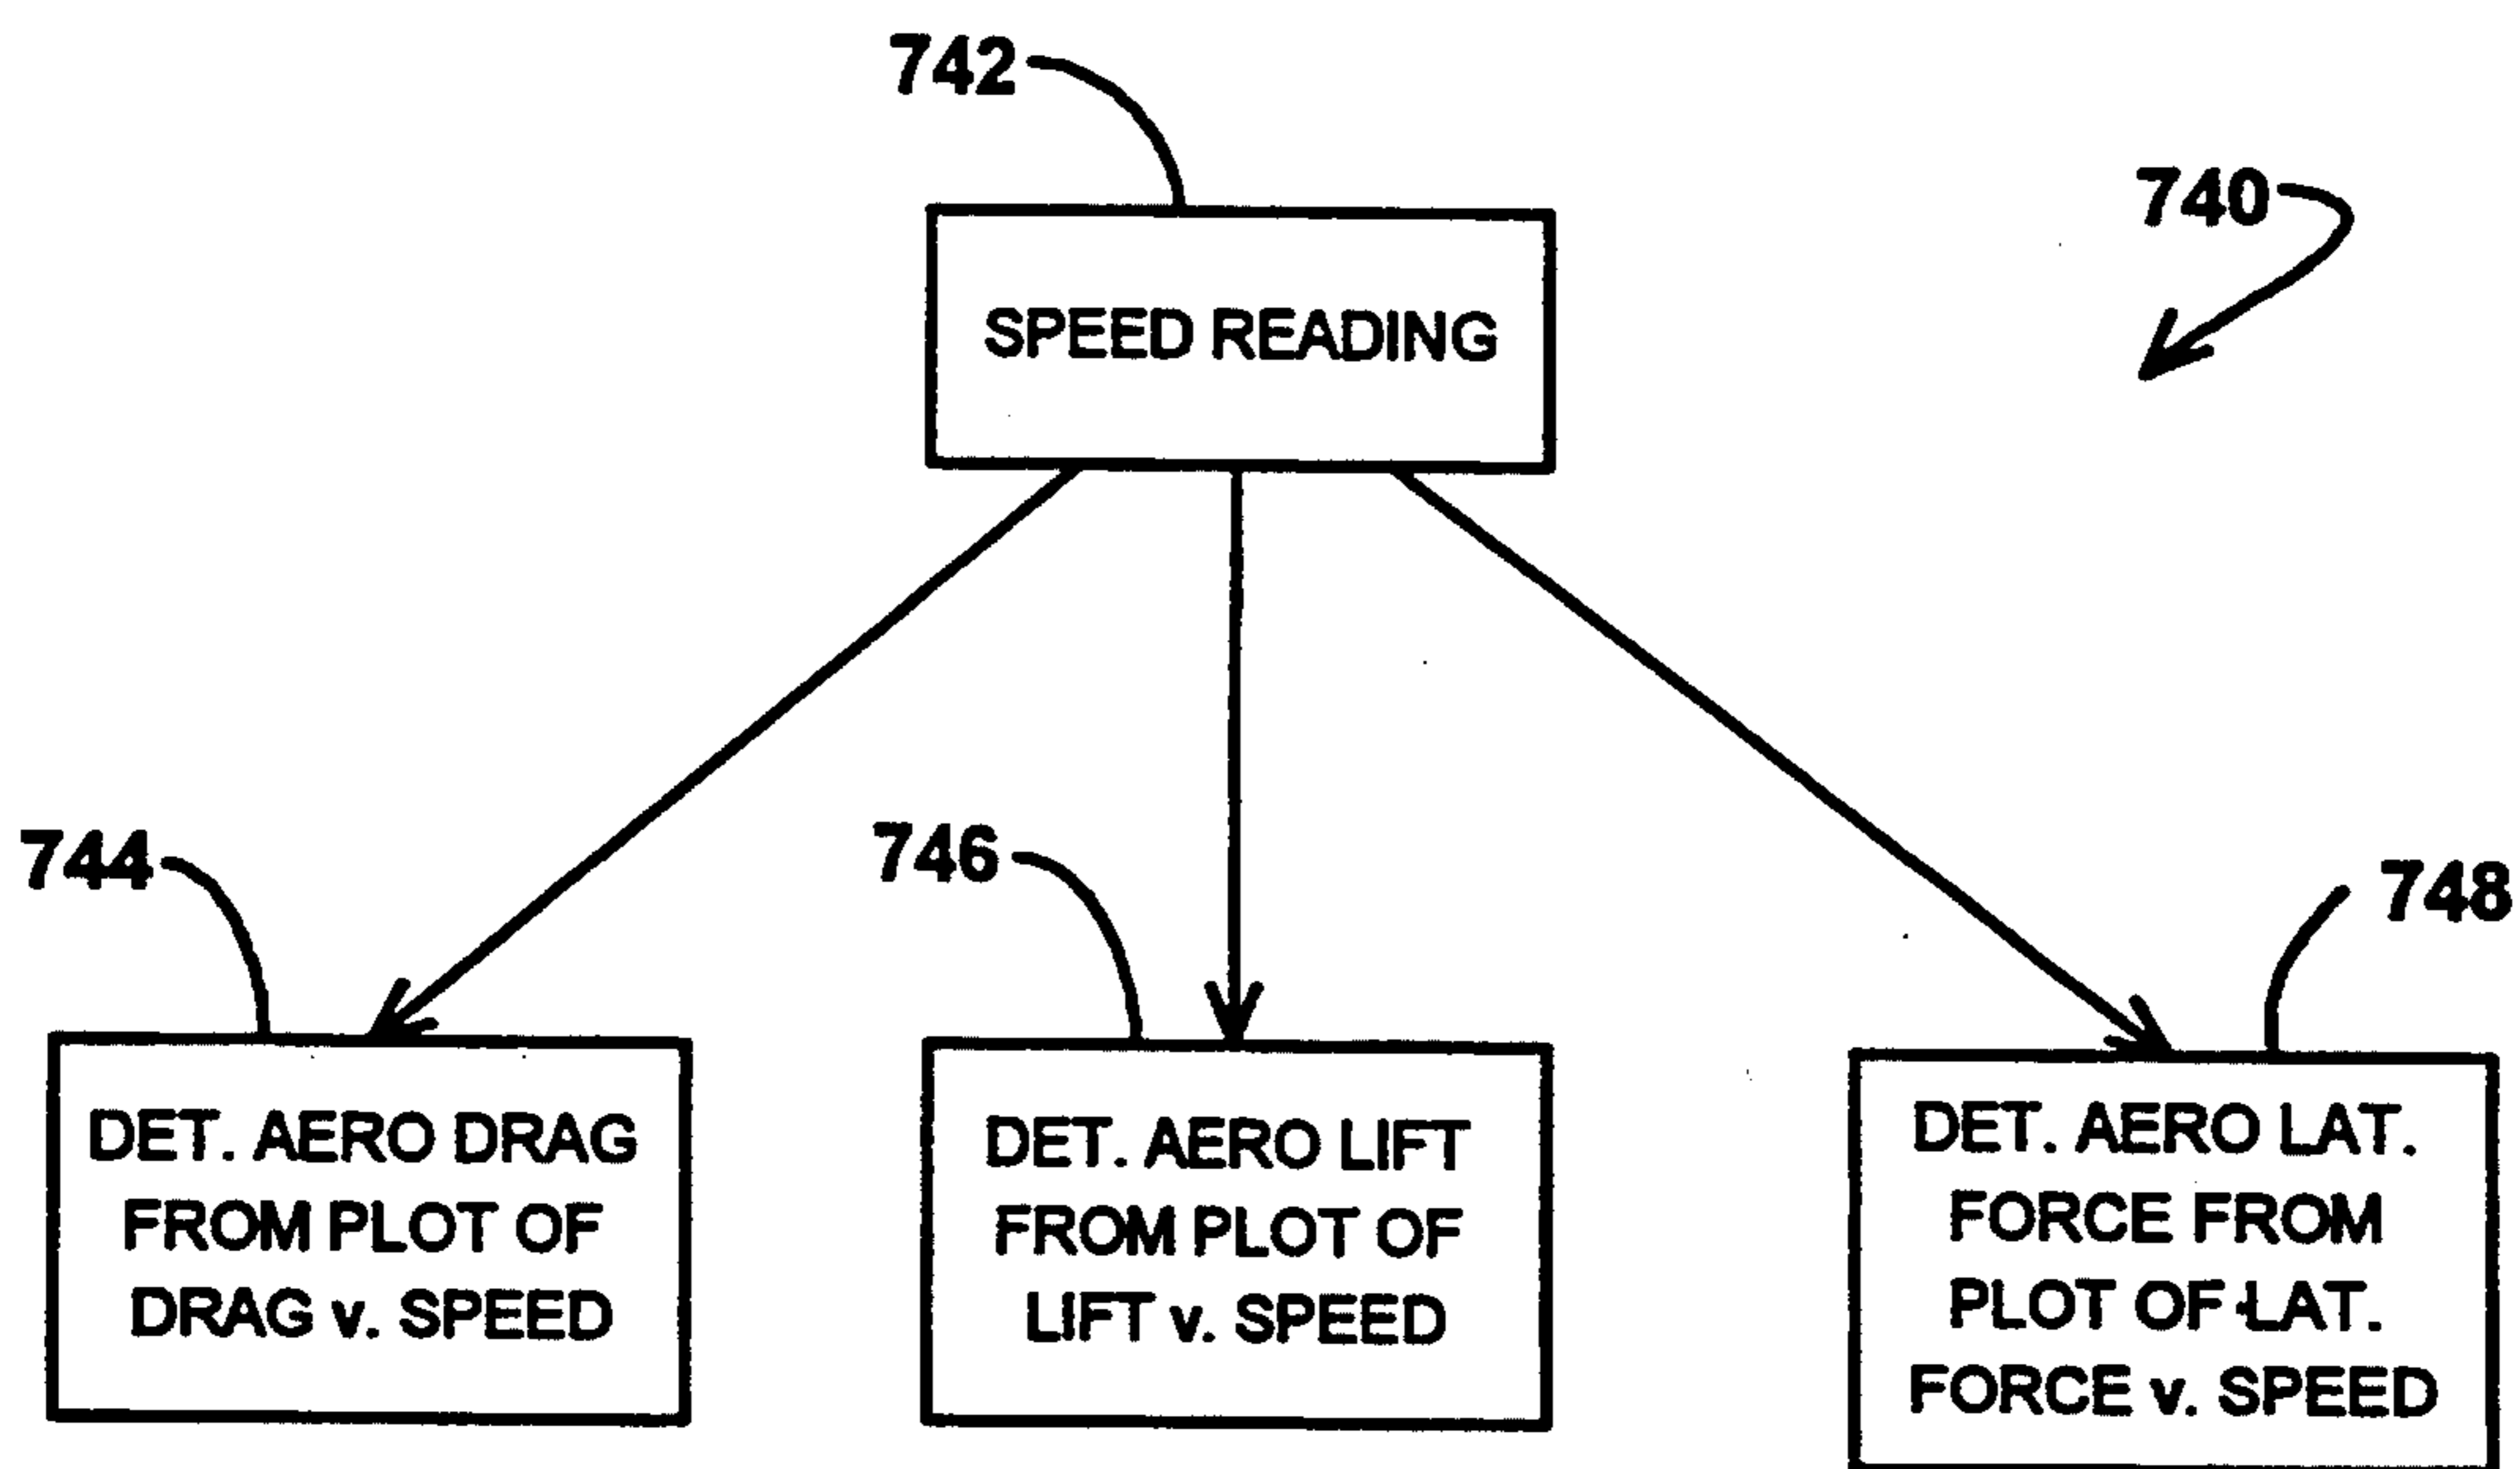 742
740
SPEED READING
744
746
748
DET. AERO DRAG
FROM PLOT OF
DRAG v. SPEED
DET. AERO LIFT
FROM PLOT OF
LIFT v. SPEED
DET. AERO LAT.
FORCE FROM
PLOT OF LAT.
FORCE v. SPEED